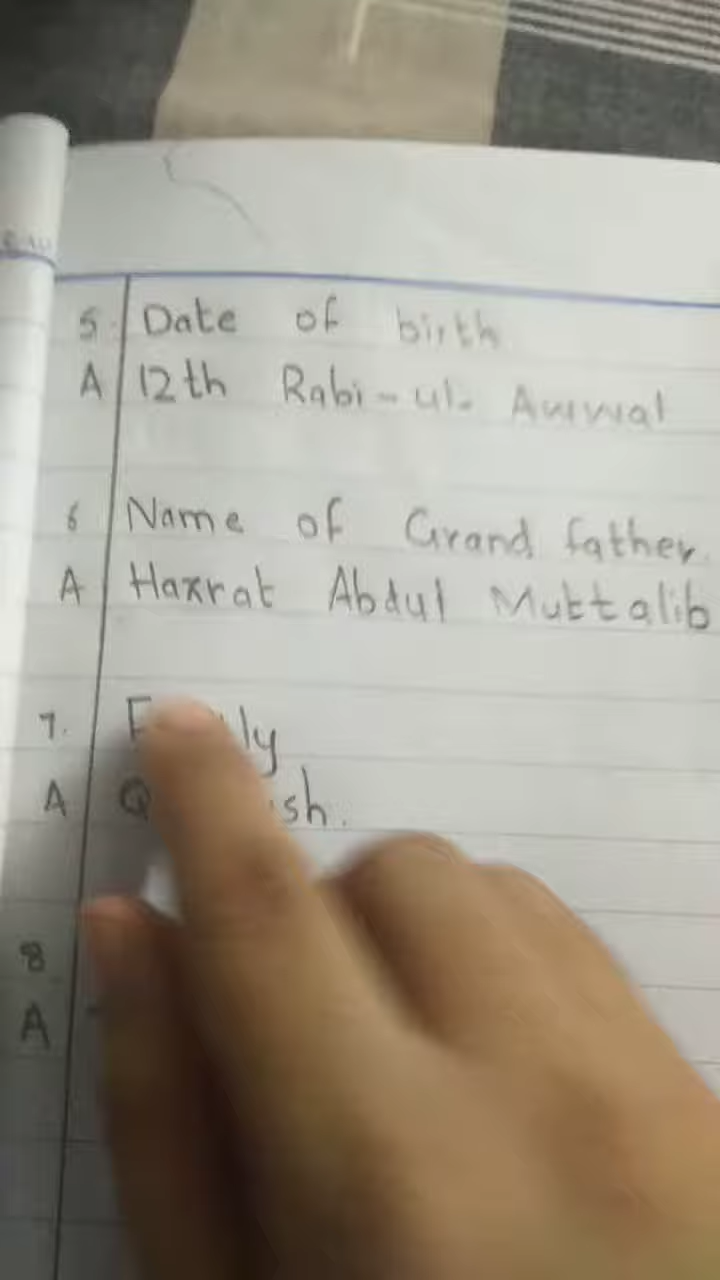 5. Date of birth
A 12th Rabi-ul-Awwal
6 Name of Grand father.
A Hazrat Abdul Muttalib
7.
A
8
A